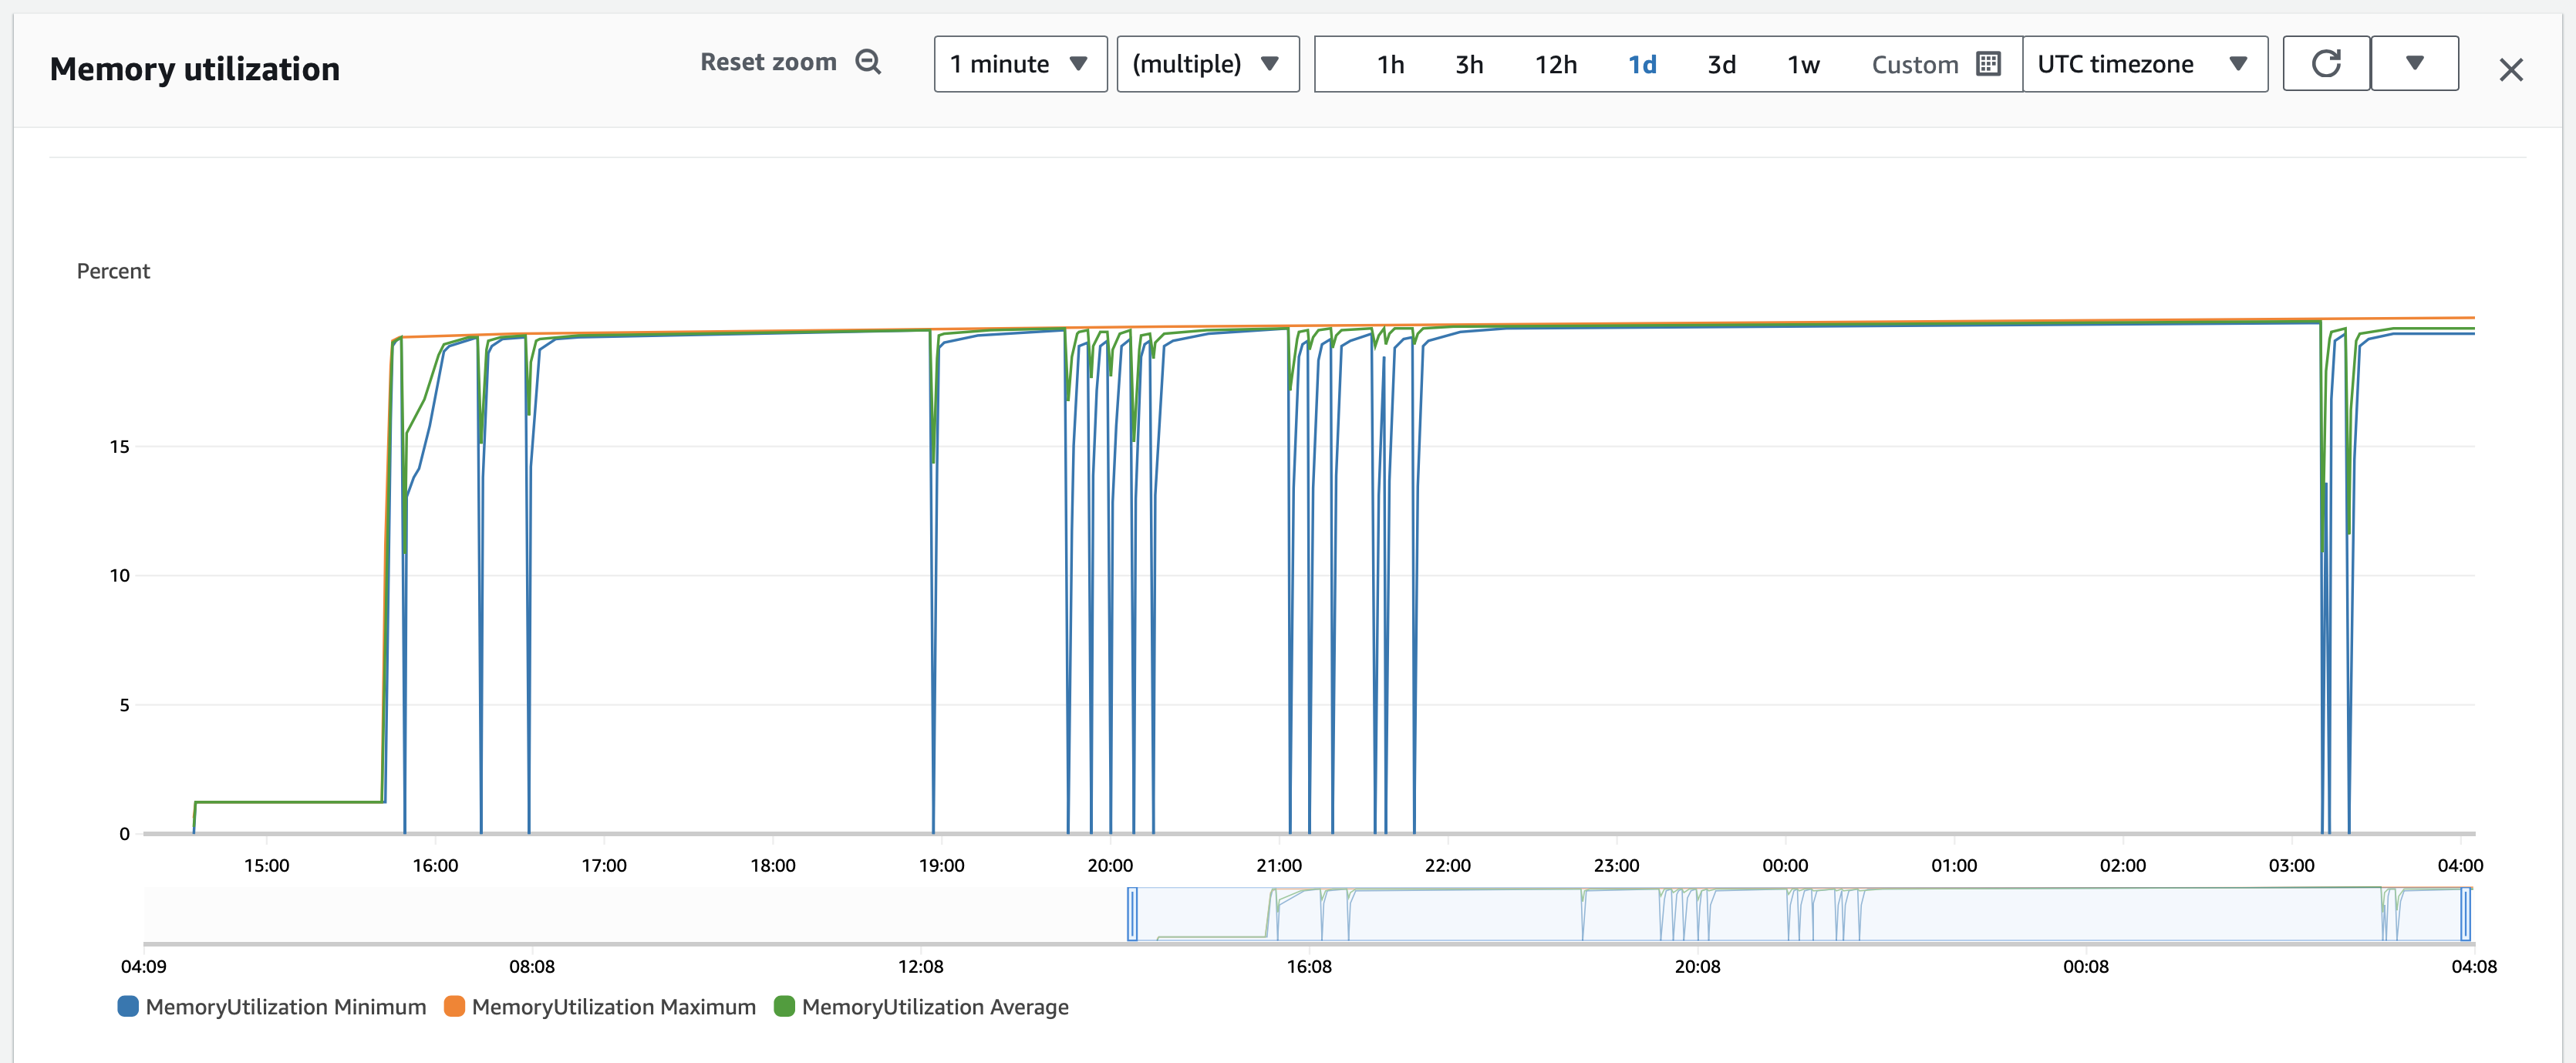 Memory utilization
Reset zoom
1 minute
(multiple)
1h 3h 12h 1d 3d 1w Custom
UTC timezone
Percent
15
10
5
0
15:00 16:00 17:00 18:00 19:00 20:00 21:00 22:00 23:00 00:00 01:00 02:00 03:00 04:00
04:09 08:08 12:08 16:08 20:08 00:08 04:08
MemoryUtilization Minimum MemoryUtilization Maximum MemoryUtilization Average